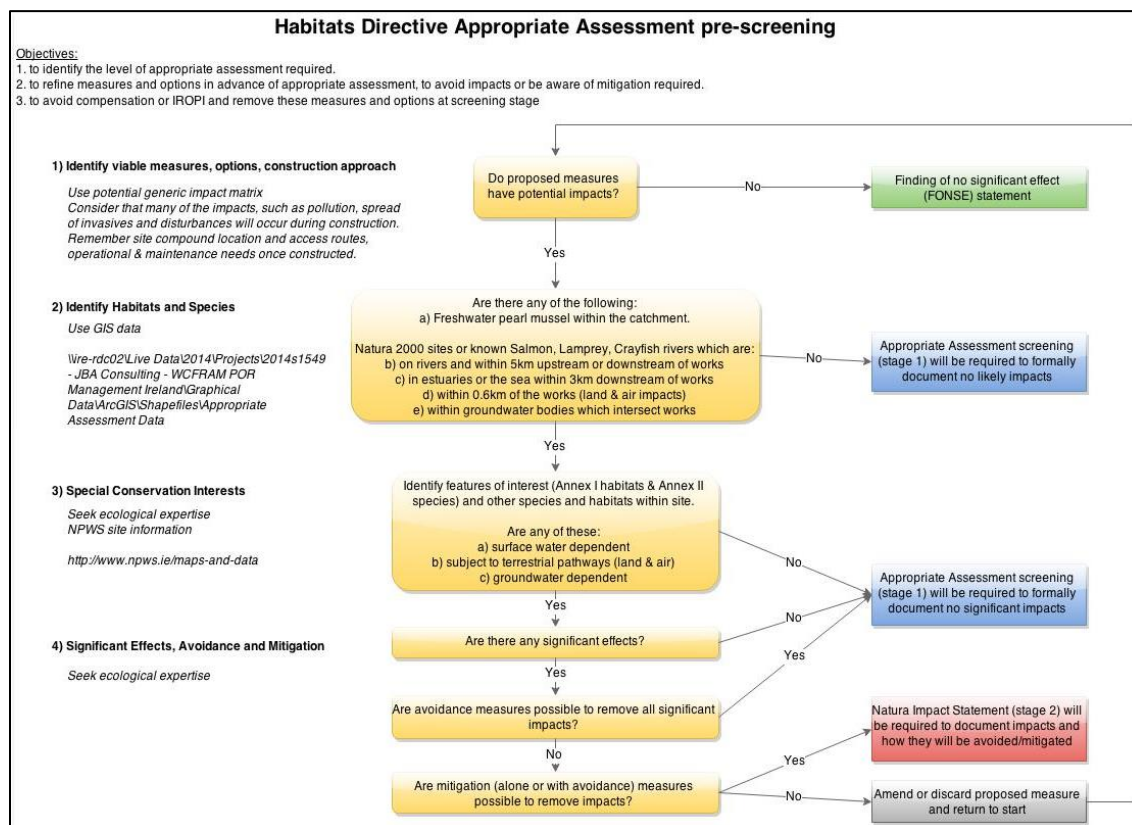 Habitats Directive Appropriate Assessment pre-screening
Objectives:
1. to identify the level of appropriate assessment required.
2. to refine measures and options in advance of appropriate assessment, to avoid impacts or be aware of mitigation required.
3. to avoid compensation or IROPI and remove these measures and options at screening stage
1) Identify viable measures, options, construction approach
Use potential generic impact matrix
Consider that many of the impacts, such as pollution, spread
of invasives and disturbances will occur during construction.
Remember site compound location and access routes,
operational & maintenance needs once constructed.
Do proposed measures
have potential impacts?
No
Finding of no significant effect
(FONSE) statement
Yes
2) Identify Habitats and Species
Use GIS data
\\ire-rdc02\Live Data\2014\Projects\2014s1549
- JBA Consulting - WCFRAM POR
Management Ireland\Graphical
Data\ArcGIS\Shapefiles\Appropriate
Assessment Data
Are there any of the following:
a) Freshwater pearl mussel within the catchment.
Natura 2000 sites or known Salmon, Lamprey, Crayfish rivers which are:
b) on rivers and within 5km upstream or downstream of works
c) in estuaries or the sea within 3km downstream of works
d) within 0.6km of the works (land & air impacts)
e) within groundwater bodies which intersect works
No
Appropriate Assessment screening
(stage 1) will be required to formally
document no likely impacts
Yes
3) Special Conservation Interests
Seek ecological expertise
NPWS site information
http://www.npws.ie/maps-and-data
Identify features of interest (Annex I habitats & Annex II
species) and other species and habitats within site.
Are any of these:
a) surface water dependent
b) subject to terrestrial pathways (land & air)
c) groundwater dependent
No
Appropriate Assessment screening
(stage 1) will be required to formally
document no significant impacts
Yes
4) Significant Effects, Avoidance and Mitigation
Seek ecological expertise
Are there any significant effects?
No
Yes
Are avoidance measures possible to remove all significant
impacts?
Yes
No
Are mitigation (alone or with avoidance) measures
possible to remove impacts?
Yes
Natura Impact Statement (stage 2) will
be required to document impacts and
how they will be avoided/mitigated
No
Amend or discard proposed measure
and return to start